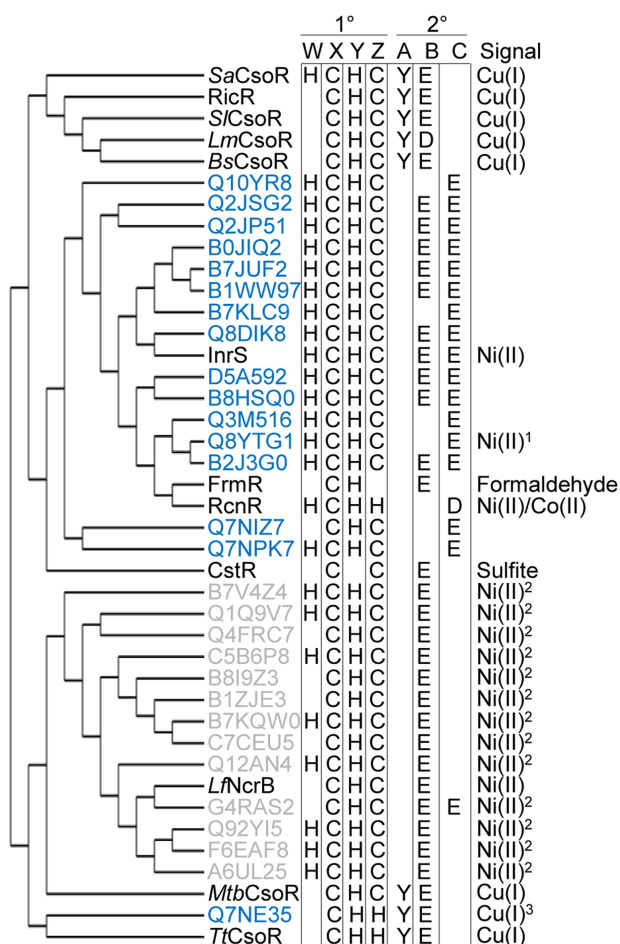 1° 2°
W X Y Z A B C Signal
SaCsoR H C H C Y E Cu(I)
RicR C H C Y E Cu(I)
SlCsoR C H C Y E Cu(I)
LmCsoR C H C Y D Cu(I)
BsCsoR C H C Y E Cu(I)
Q10YR8 H C H C E
Q2JSG2 H C H C E E
Q2JP51 H C H C E E
B0JIQ2 H C H C E E
B7JUF2 H C H C E E
B1WW97 H C H C E E
B7KLC9 H C H C E
Q8DIK8 H C H C E E
InrS H C H C E E Ni(II)
D5A592 H C H C E E
B8HSQ0 H C H C E E
Q3M516 H C H C E
Q8YTG1 H C H C E Ni(II)¹
B2J3G0 H C H C E E
FrmR C H E Formaldehyde
RcnR H C H H D Ni(II)/Co(II)
Q7NIZ7 C H C E
Q7NPK7 H C H C E
CstR C C E Sulfite
B7V4Z4 H C H C E Ni(II)²
Q1Q9V7 H C H C E Ni(II)²
Q4FRC7 C H C E Ni(II)²
C5B6P8 H C H C E Ni(II)²
B8I9Z3 C H C E Ni(II)²
B1ZJE3 C H C E Ni(II)²
B7KQW0 H C H C E Ni(II)²
C7CEU5 C H C E Ni(II)²
Q12AN4 H C H C E Ni(II)²
LfNcrB C H C E Ni(II)
G4RAS2 C H C E E Ni(II)²
Q92YI5 H C H C E Ni(II)²
F6EAF8 H C H C E Ni(II)²
A6UL25 H C H C E Ni(II)²
MtbCsoR C H C Y E Cu(I)
Q7NE35 C H H Y E Cu(I)³
TtCsoR C H H Y E Cu(I)